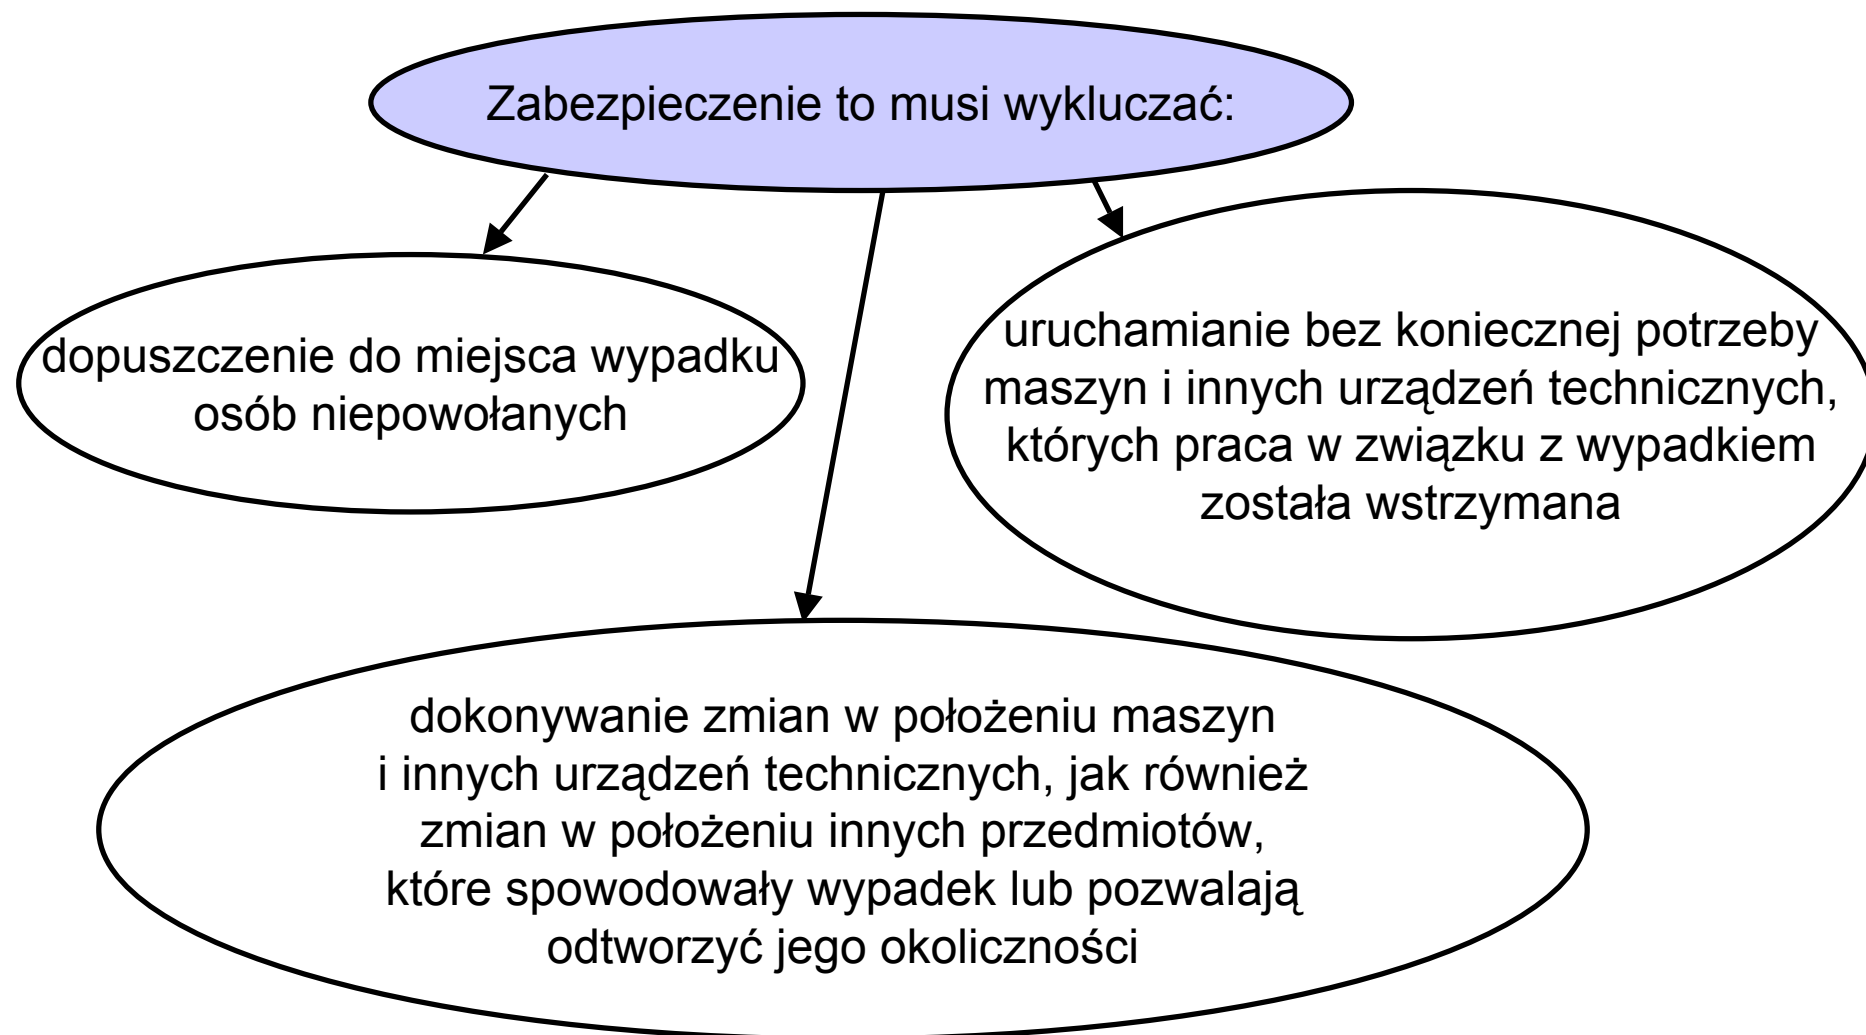 Zabezpieczenie to musi wykluczać:
dopuszczenie do miejsca wypadku
osób niepowołanych
uruchamianie bez koniecznej potrzeby
maszyn i innych urządzeń technicznych,
których praca w związku z wypadkiem
została wstrzymana
dokonywanie zmian w położeniu maszyn
i innych urządzeń technicznych, jak również
zmian w położeniu innych przedmiotów,
które spowodowały wypadek lub pozwalają
odtworzyć jego okoliczności